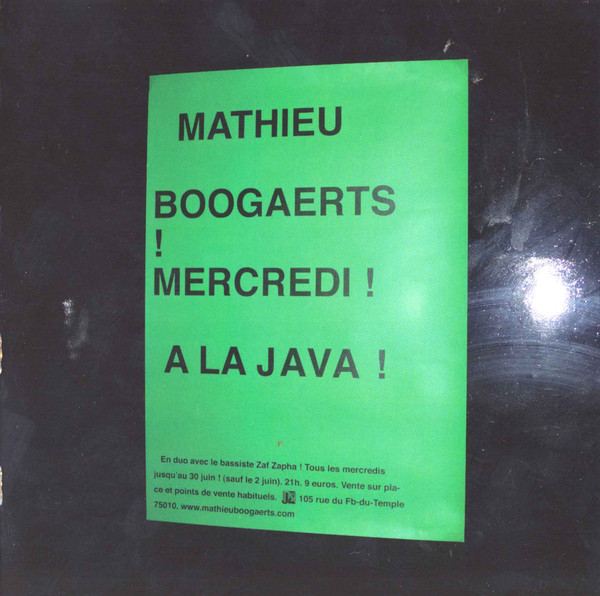 MATHIEU
BOOGAERTS
!
MERCREDI !
A LA JAVA !
En duo avec le bassiste Zaf Zapha ! Tous les mercredis
jusqu'au 30 juin ! (sauf le 2 juin). 21h. 9 euros. Vente sur pla-
ce et points de vente habituels. 105 rue du Fb-du-Temple
75010. www.mathieuboogaerts.com